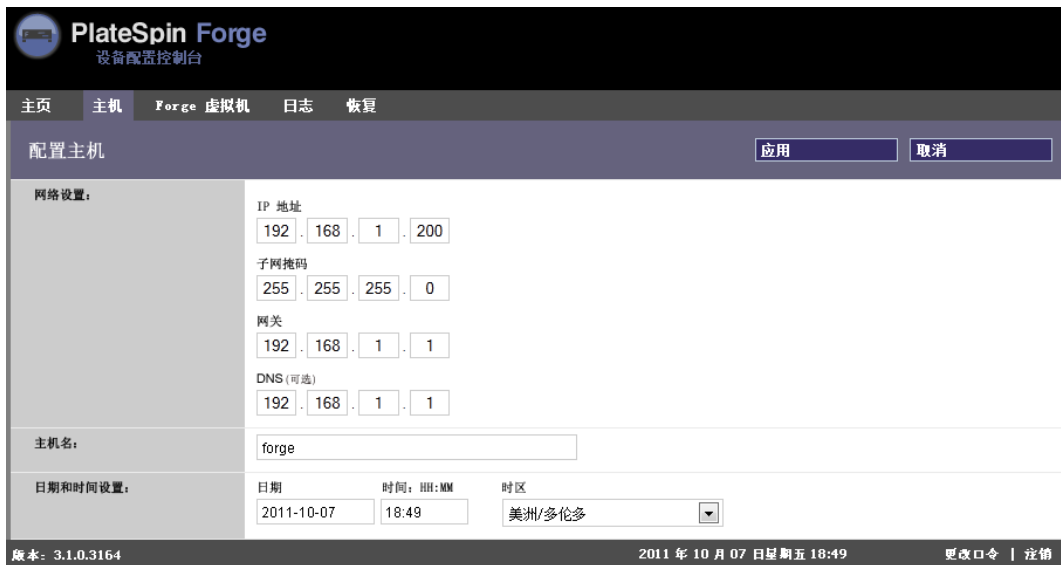 PlateSpin Forge
设备配置控制台
主页 主机 Forge 虚拟机 日志 恢复
配置主机 应用 取消
网络设置:
IP 地址
192 . 168 . 1 . 200
子网掩码
255 . 255 . 255 . 0
网关
192 . 168 . 1 . 1
DNS (可选)
192 . 168 . 1 . 1
主机名: forge
日期和时间设置: 日期 时间: HH:MM 时区
2011-10-07 18:49 美洲/多伦多
版本: 3.1.0.3164 2011 年 10 月 07 日星期五 18:49 更改口令 | 注销